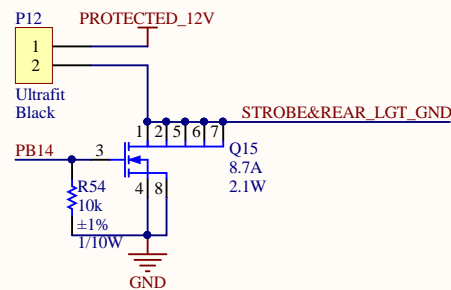 P12
PROTECTED_12V
1
2
Ultrafit
Black
STROBE&REAR_LGT_GND
1 2 5 6 7
Q15
8.7A
2.1W
PB14
3
4 8
R54
10k
±1%
1/10W
GND